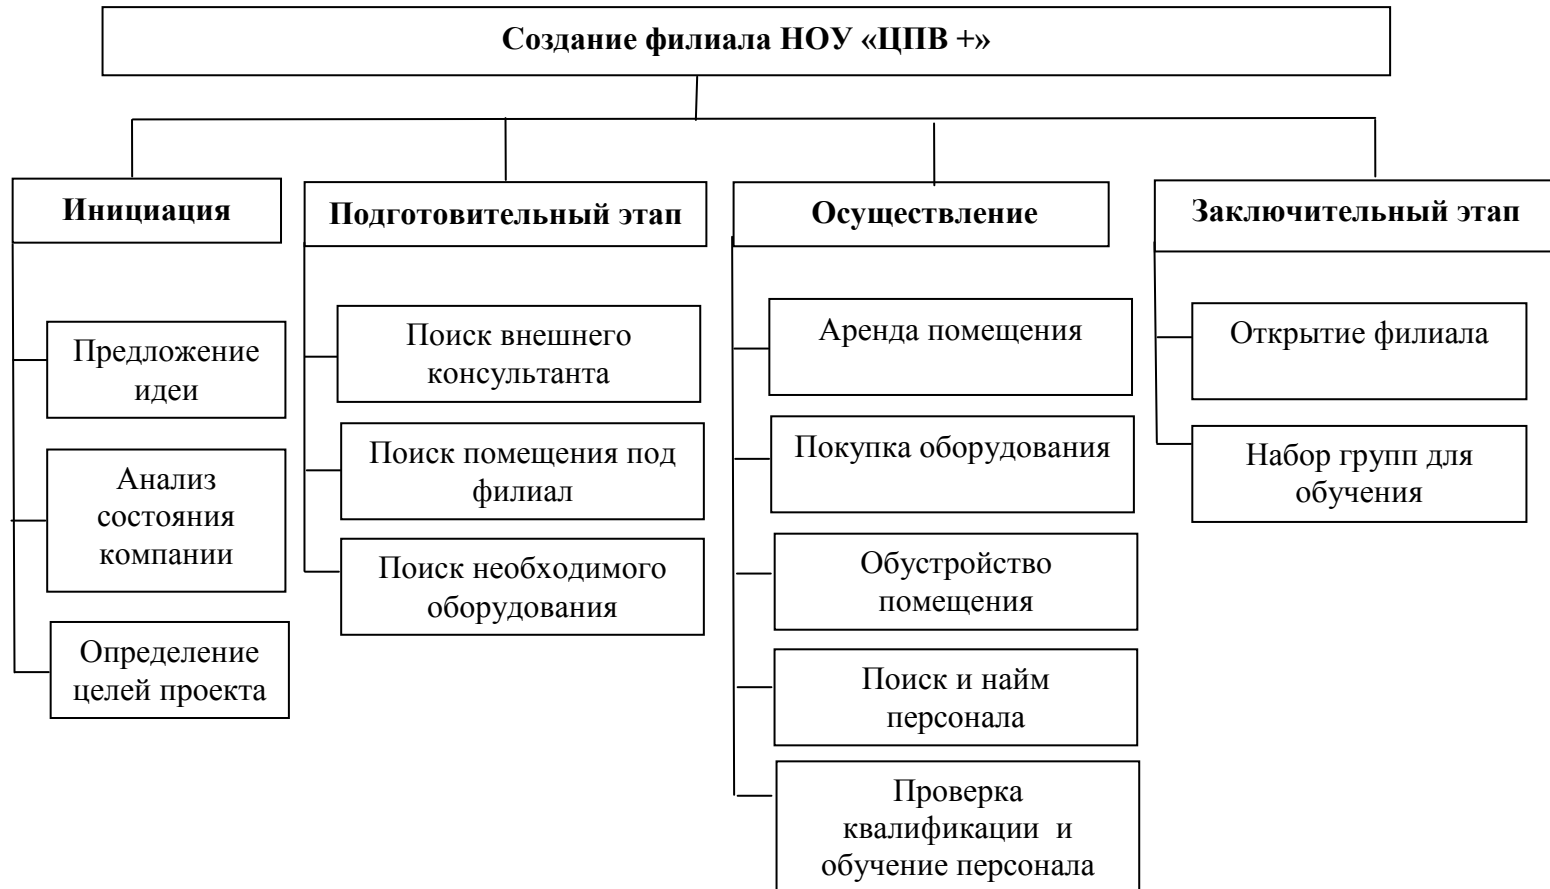 Создание филиала НОУ «ЦПВ +»
Инициация
Предложение
идеи
Анализ
состояния
компании
Определение
целей проекта
Подготовительный этап
Поиск внешнего
консультанта
Поиск помещения под
филиал
Поиск необходимого
оборудования
Осуществление
Аренда помещения
Покупка оборудования
Обустройство
помещения
Поиск и найм
персонала
Проверка
квалификации и
обучение персонала
Заключительный этап
Открытие филиала
Набор групп для
обучения